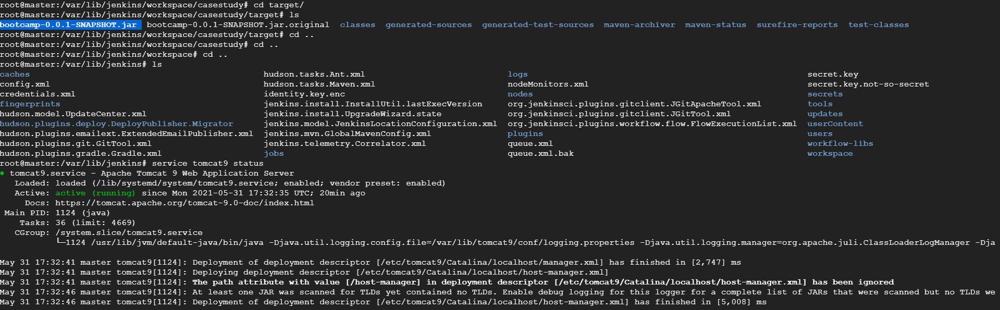 root@master:/var/lib/jenkins/workspace/casestudy# cd target/
root@master:/var/lib/jenkins/workspace/casestudy/target# ls
bootcamp-0.0.1-SNAPSHOT.jar bootcamp-0.0.1-SNAPSHOT.jar.original classes generated-sources generated-test-sources maven-archiver maven-status surefire-reports test-classes
root@master:/var/lib/jenkins/workspace/casestudy/target# cd ..
root@master:/var/lib/jenkins/workspace/casestudy# cd ..
root@master:/var/lib/jenkins/workspace# cd ..
root@master:/var/lib/jenkins# ls
caches hudson.tasks.Ant.xml logs secret.key
config.xml hudson.tasks.Maven.xml nodeMonitors.xml secret.key.not-so-secret
credentials.xml identity.key.enc nodes secrets
fingerprints jenkins.install.InstallUtil.lastExecVersion org.jenkinsci.plugins.gitclient.JGitApacheTool.xml tools
hudson.model.UpdateCenter.xml jenkins.install.UpgradeWizard.state org.jenkinsci.plugins.gitclient.JGitTool.xml updates
hudson.plugins.deploy.DeployPublisher.Migrator jenkins.model.JenkinsLocationConfiguration.xml org.jenkinsci.plugins.workflow.flow.FlowExecutionList.xml userContent
hudson.plugins.emailext.ExtendedEmailPublisher.xml jenkins.mvn.GlobalMavenConfig.xml plugins users
hudson.plugins.git.GitTool.xml jenkins.telemetry.Correlator.xml queue.xml workflow-libs
hudson.plugins.gradle.Gradle.xml jobs queue.xml.bak workspace
root@master:/var/lib/jenkins# service tomcat9 status
● tomcat9.service - Apache Tomcat 9 Web Application Server
Loaded: loaded (/lib/systemd/system/tomcat9.service; enabled; vendor preset: enabled)
Active: active (running) since Mon 2021-05-31 17:32:35 UTC; 20min ago
Docs: https://tomcat.apache.org/tomcat-9.0-doc/index.html
Main PID: 1124 (java)
Tasks: 36 (limit: 4669)
CGroup: /system.slice/tomcat9.service
└─1124 /usr/lib/jvm/default-java/bin/java -Djava.util.logging.config.file=/var/lib/tomcat9/conf/logging.properties -Djava.util.logging.manager=org.apache.juli.ClassLoaderLogManager -Dja
May 31 17:32:41 master tomcat9[1124]: Deployment of deployment descriptor [/etc/tomcat9/Catalina/localhost/manager.xml] has finished in [2,747] ms
May 31 17:32:41 master tomcat9[1124]: Deploying deployment descriptor [/etc/tomcat9/Catalina/localhost/host-manager.xml]
May 31 17:32:41 master tomcat9[1124]: The path attribute with value [/host-manager] in deployment descriptor [/etc/tomcat9/Catalina/localhost/host-manager.xml] has been ignored
May 31 17:32:46 master tomcat9[1124]: At least one JAR was scanned for TLDs yet contained no TLDs. Enable debug logging for this logger for a complete list of JARs that were scanned but no TLDs we
May 31 17:32:46 master tomcat9[1124]: Deployment of deployment descriptor [/etc/tomcat9/Catalina/localhost/host-manager.xml] has finished in [5,008] ms